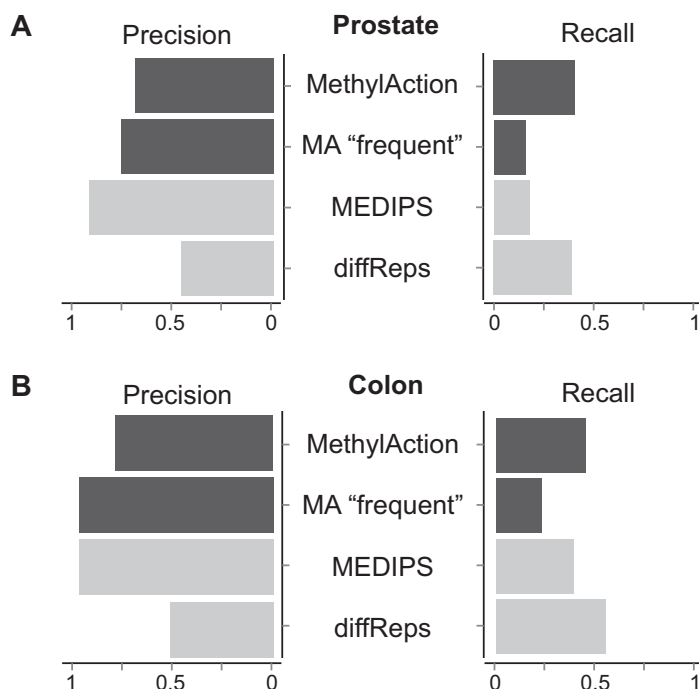 A
Precision
Prostate
Recall
MethylAction
MA “frequent”
MEDIPS
diffReps
1 0.5 0
0 0.5 1
B
Precision
Colon
Recall
MethylAction
MA “frequent”
MEDIPS
diffReps
1 0.5 0
0 0.5 1